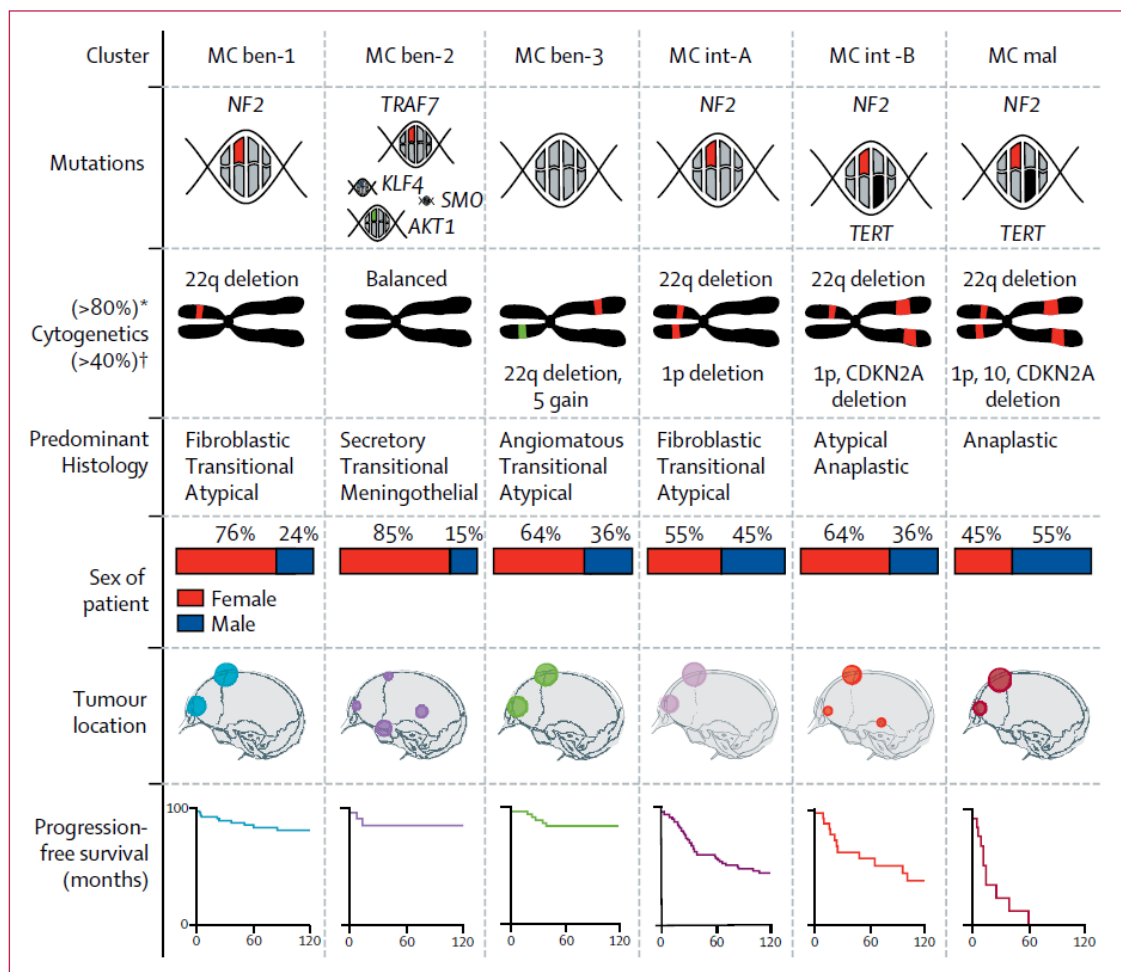 Cluster
MC ben-1
MC ben-2
MC ben-3
MC int-A
MC int -B
MC mal
Mutations
NF2
TRAF7
KLF4
SMO
AKT1
NF2
NF2
TERT
NF2
TERT
(>80%)*
Cytogenetics
(>40%)†
22q deletion
Balanced
22q deletion,
5 gain
22q deletion
1p deletion
22q deletion
1p, CDKN2A
deletion
22q deletion
1p, 10, CDKN2A
deletion
Predominant
Histology
Fibroblastic
Transitional
Atypical
Secretory
Transitional
Meningothelial
Angiomatous
Transitional
Atypical
Fibroblastic
Transitional
Atypical
Atypical
Anaplastic
Anaplastic
Sex of
patient
76% 24%
Female
Male
85% 15%
64% 36%
55% 45%
64% 36%
45% 55%
Tumour
location
Progression-
free survival
(months)
100
0
0 60 120
0 60 120
0 60 120
0 60 120
0 60 120
0 60 120